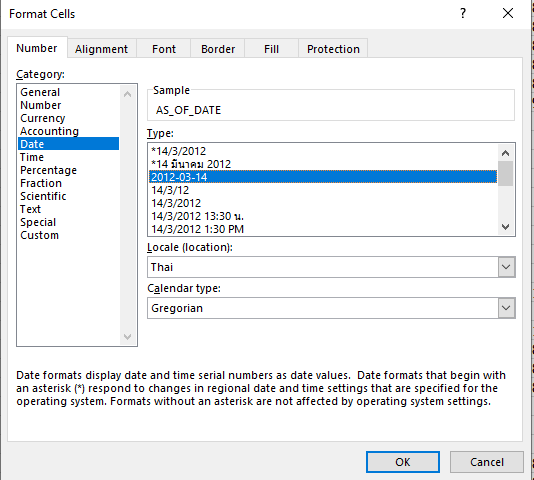 Format Cells
?
Number Alignment Font Border Fill Protection
Category:
General
Number
Currency
Accounting
Date
Time
Percentage
Fraction
Scientific
Text
Special
Custom
Sample
AS_OF_DATE
Type:
*14/3/2012
*14 มีนาคม 2012
2012-03-14
14/3/12
14/3/2012
14/3/2012 13:30 น.
14/3/2012 1:30 PM
Locale (location):
Thai
Calendar type:
Gregorian
Date formats display date and time serial numbers as date values.  Date formats that begin with
an asterisk (*) respond to changes in regional date and time settings that are specified for the
operating system. Formats without an asterisk are not affected by operating system settings.
OK Cancel